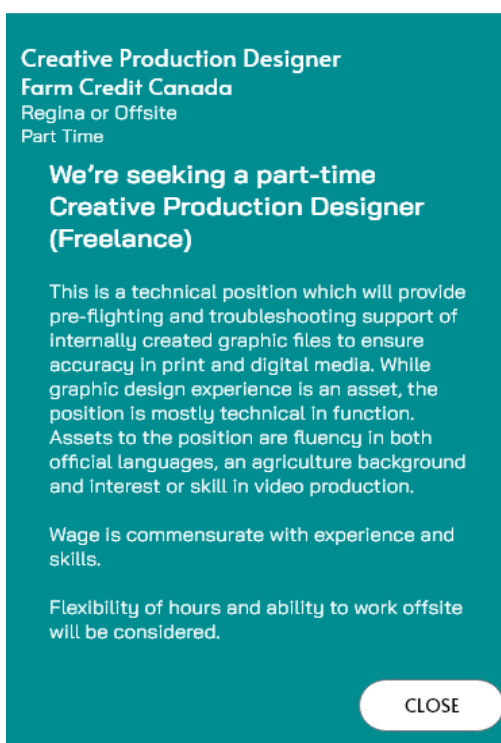 Creative Production Designer
Farm Credit Canada
Regina or Offsite
Part Time
We're seeking a part-time
Creative Production Designer
(Freelance)
This is a technical position which will provide
pre-flighting and troubleshooting support of
internally created graphic files to ensure
accuracy in print and digital media. While
graphic design experience is an asset, the
position is mostly technical in function.
Assets to the position are fluency in both
official languages, an agriculture background
and interest or skill in video production.
Wage is commensurate with experience and
skills.
Flexibility of hours and ability to work offsite
will be considered.
CLOSE